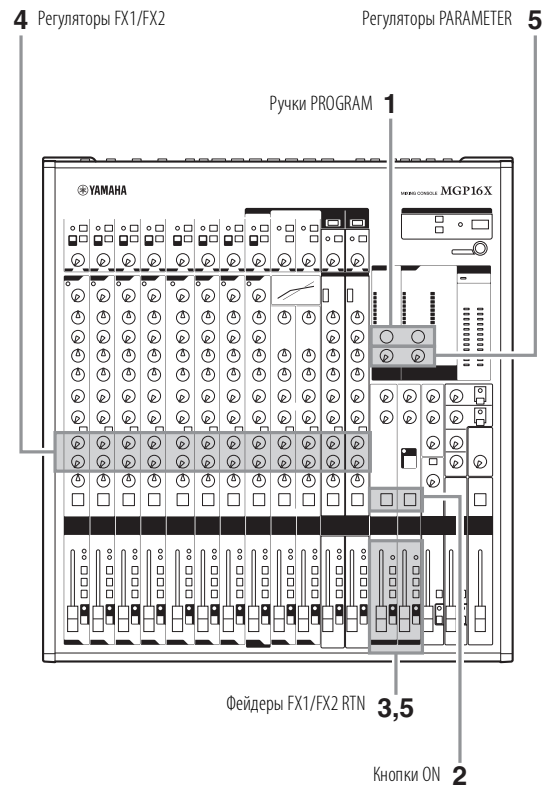 4 Регуляторы FX1/FX2
Регуляторы PARAMETER 5
Ручки PROGRAM 1
YAMAHA
MIXING CONSOLE MGP16X
Фейдеры FX1/FX2 RTN 3,5
Кнопки ON 2